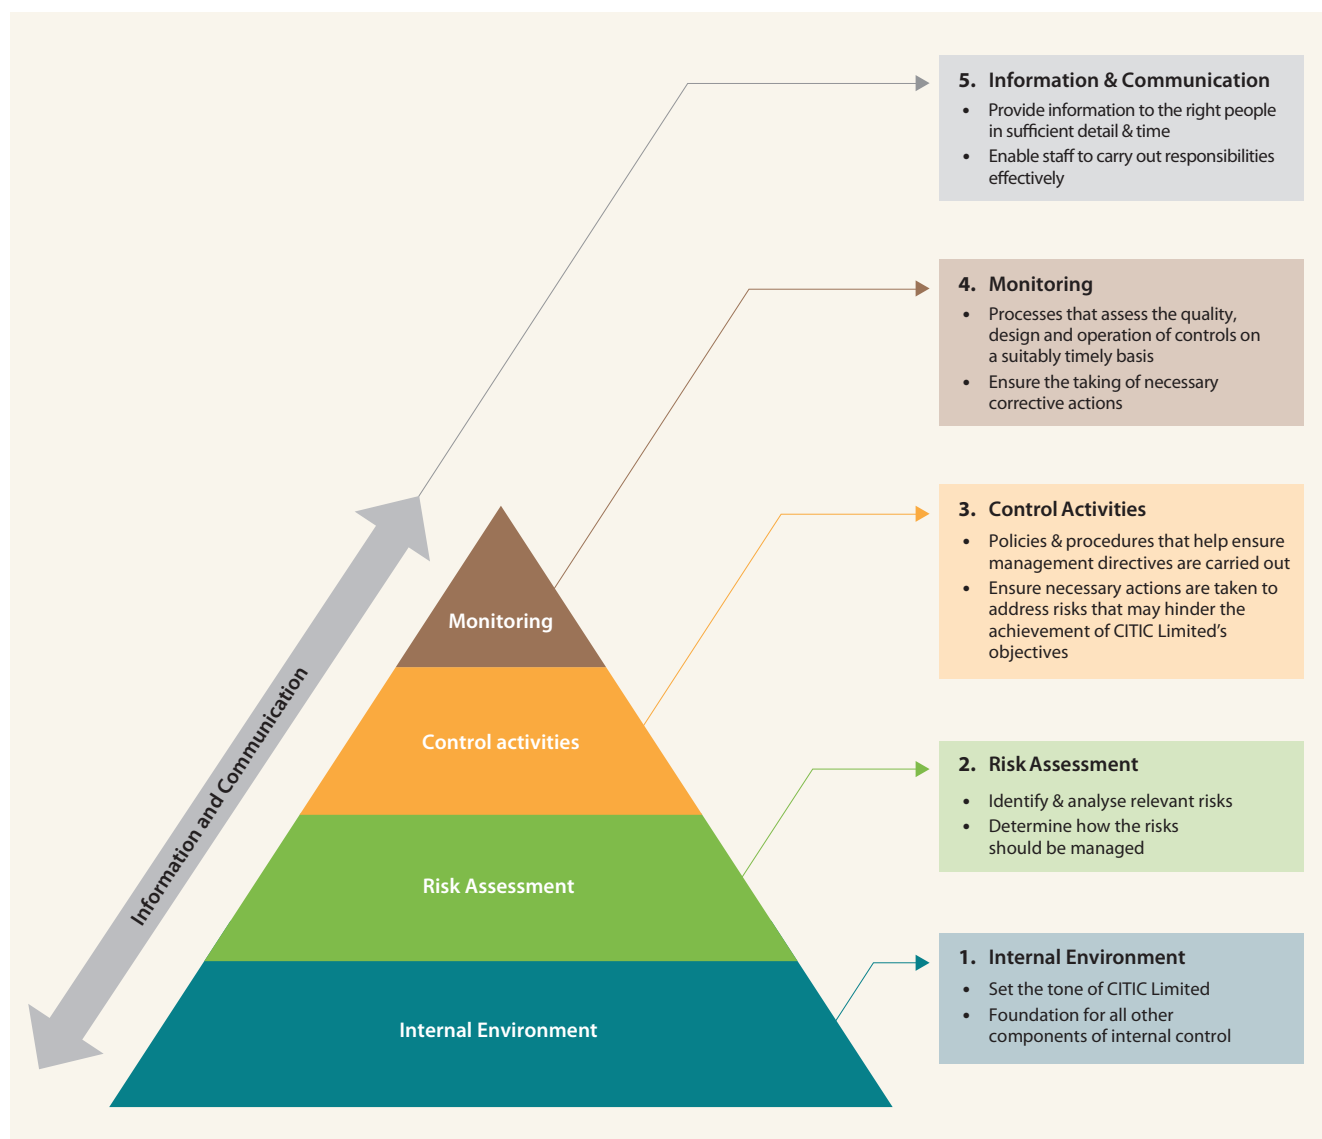 5. Information & Communication
• Provide information to the right people
in sufficient detail & time
• Enable staff to carry out responsibilities
effectively
4. Monitoring
• Processes that assess the quality,
design and operation of controls on
a suitably timely basis
• Ensure the taking of necessary
corrective actions
3. Control Activities
• Policies & procedures that help ensure
management directives are carried out
• Ensure necessary actions are taken to
address risks that may hinder the
achievement of CITIC Limited's
objectives
2. Risk Assessment
• Identify & analyse relevant risks
• Determine how the risks
should be managed
1. Internal Environment
• Set the tone of CITIC Limited
• Foundation for all other
components of internal control
Information and Communication
Monitoring
Control activities
Risk Assessment
Internal Environment